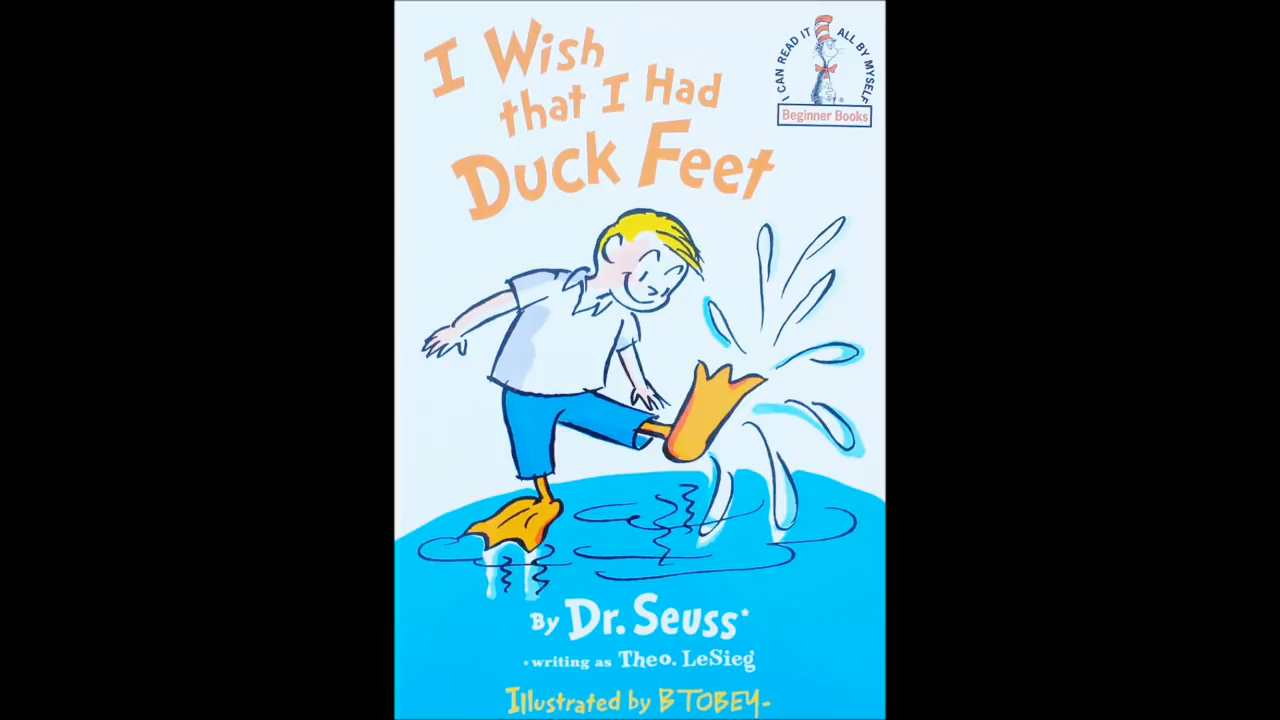 I Wish
that I Had
Duck Feet
I CAN READ IT ALL BY MYSELF
Beginner Books
By Dr. Seuss*
*writing as Theo. LeSieg
Illustrated by B TOBEY-